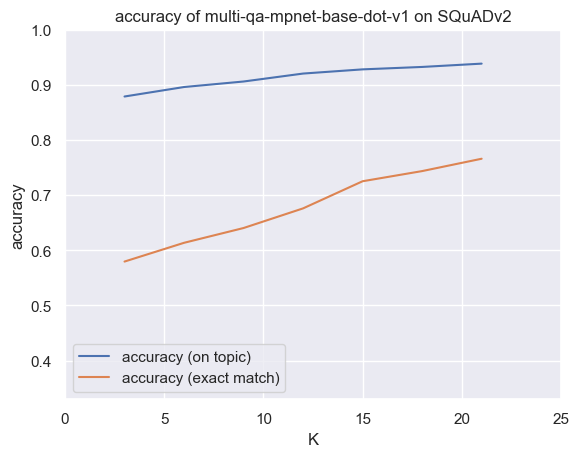 accuracy of multi-qa-mpnet-base-dot-v1 on SQuADv2
1.0
0.9
0.8
0.7
0.6
0.5
0.4
accuracy
accuracy (on topic)
accuracy (exact match)
0 5 10 15 20 25
K